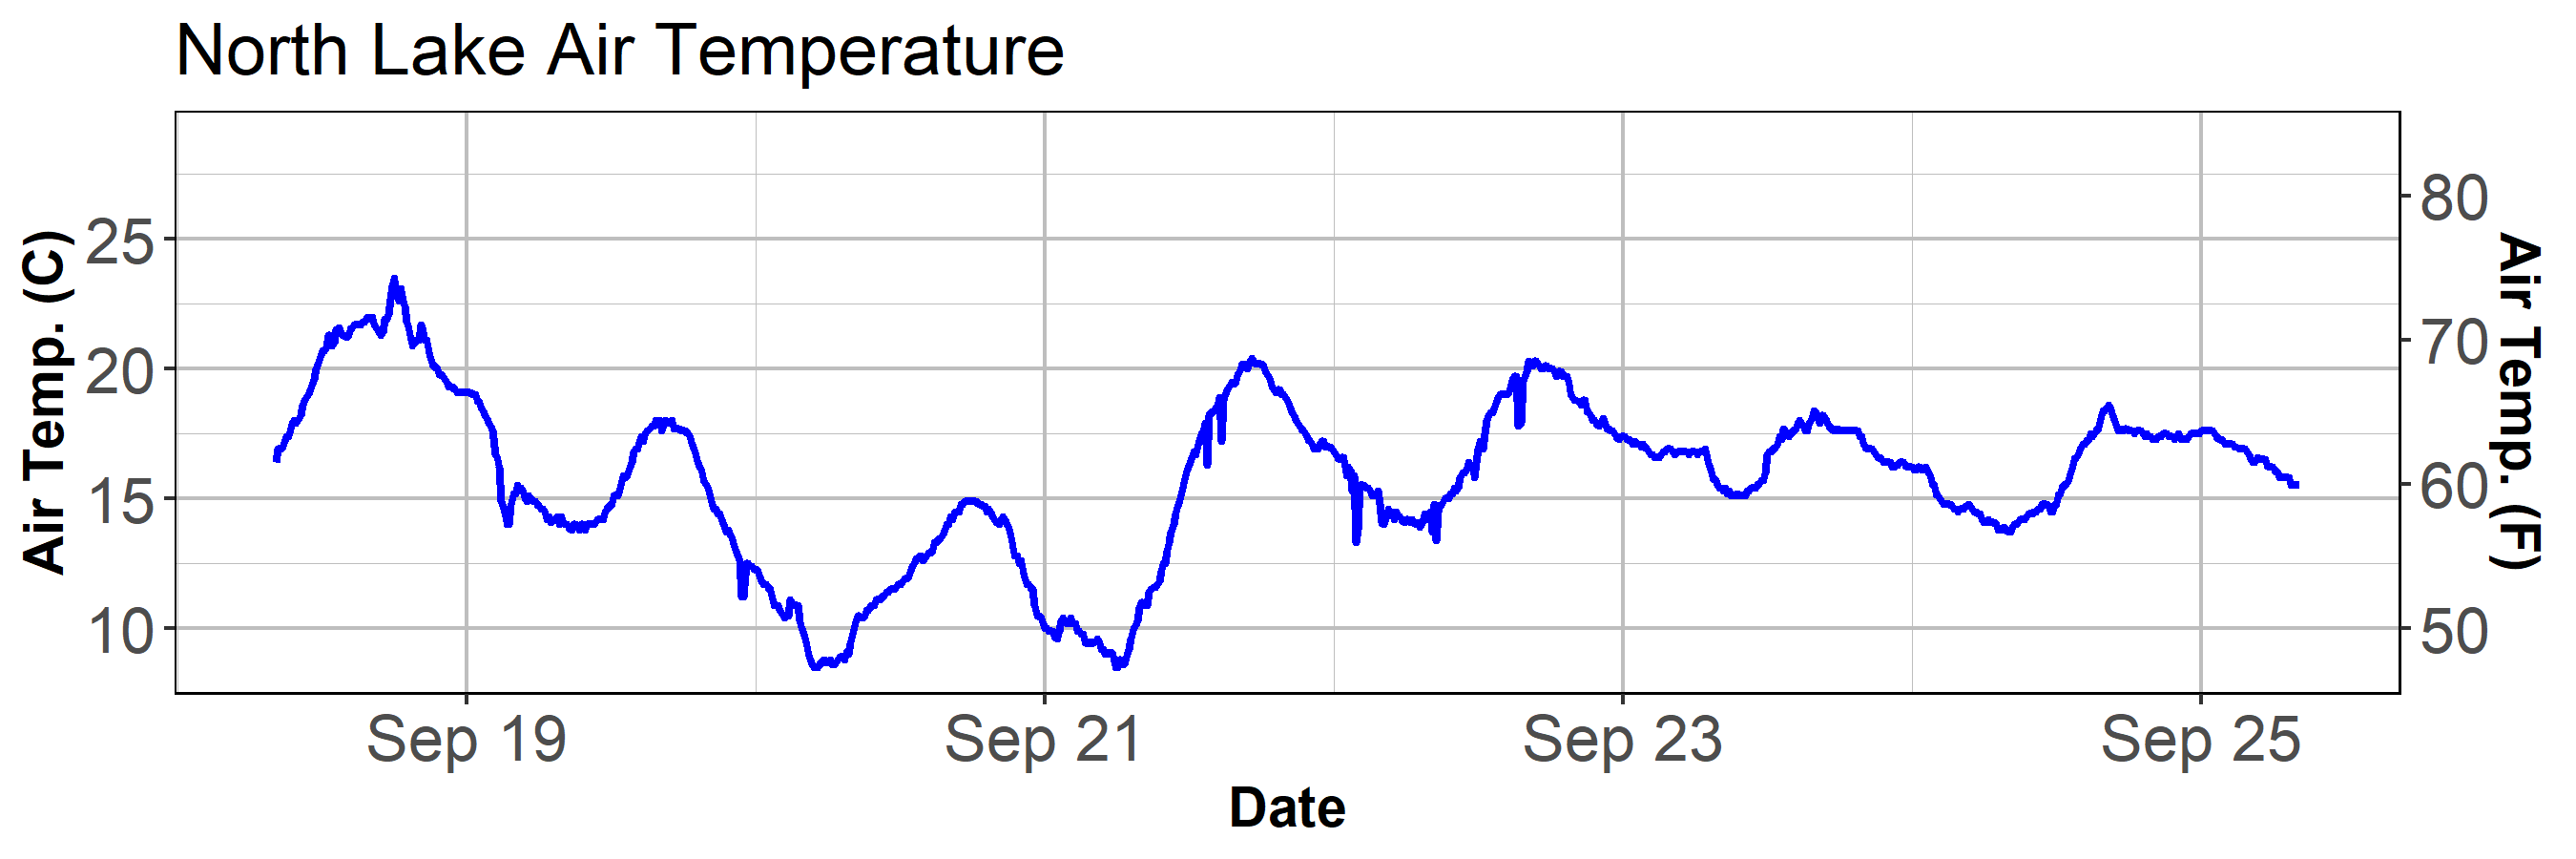 North Lake Air Temperature
Air Temp. (C)
25
20
15
10
80
70
60
50
Air Temp. (F)
Sep 19
Sep 21
Sep 23
Sep 25
Date